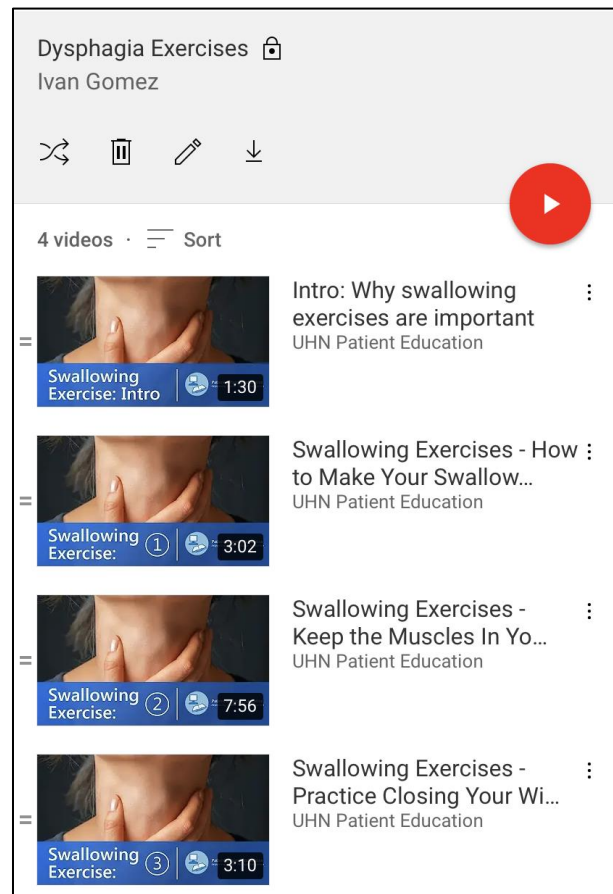 Dysphagia Exercises
Ivan Gomez
4 videos · Sort
Swallowing
Exercise: Intro
1:30
Intro: Why swallowing
exercises are important
UHN Patient Education
Swallowing
Exercise: ①
3:02
Swallowing Exercises - How
to Make Your Swallow...
UHN Patient Education
Swallowing
Exercise: ②
7:56
Swallowing Exercises -
Keep the Muscles In Yo...
UHN Patient Education
Swallowing
Exercise: ③
3:10
Swallowing Exercises -
Practice Closing Your Wi...
UHN Patient Education